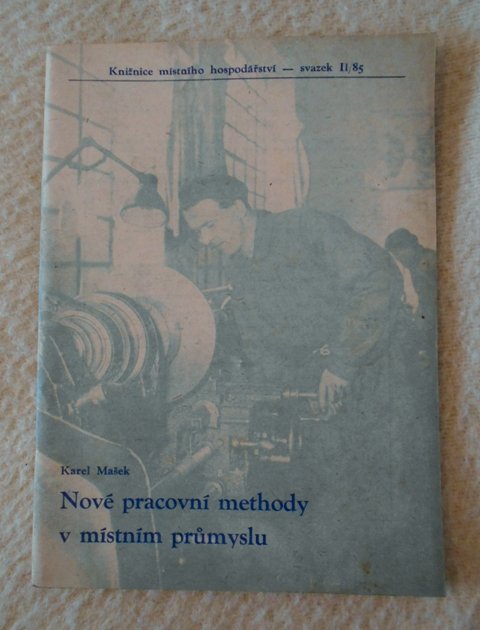 Knižnice místního hospodářství — svazek II/85
Karel Mašek
Nové pracovní methody
v místním průmyslu